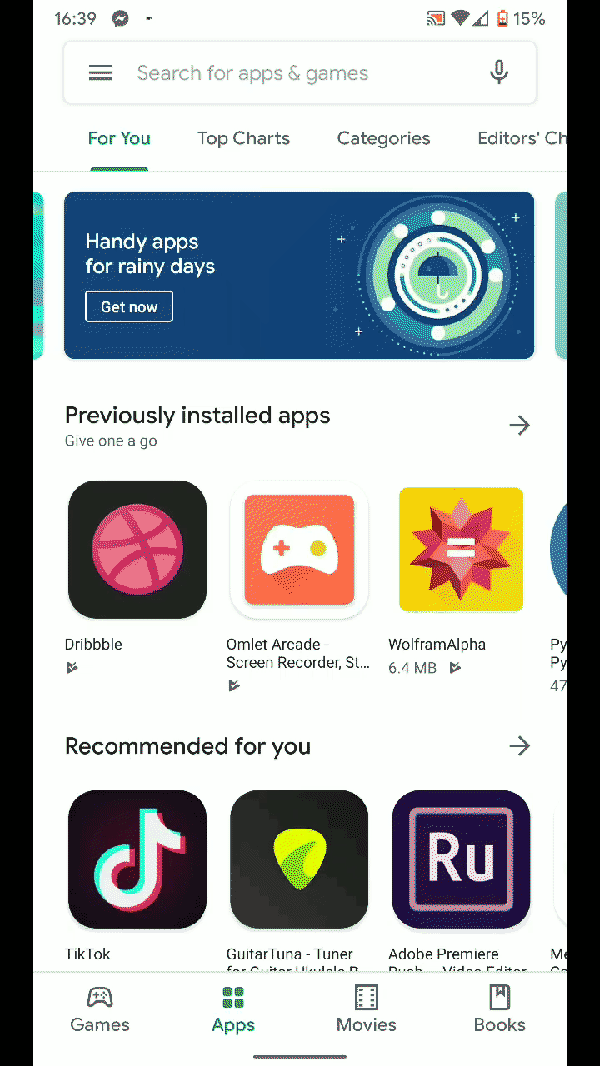 16:39
15%
Search for apps & games
For You
Top Charts
Categories
Editors' Ch
Handy apps
for rainy days
Get now
Previously installed apps
Give one a go
Dribbble
Omlet Arcade -
Screen Recorder, St...
WolframAlpha
6.4 MB
Py
Py
47
Recommended for you
Ru
TikTok
GuitarTuna - Tuner
for Guitar Ukulele B
Adobe Premiere
Rush — Video Editor
Me
Games
Apps
Movies
Books